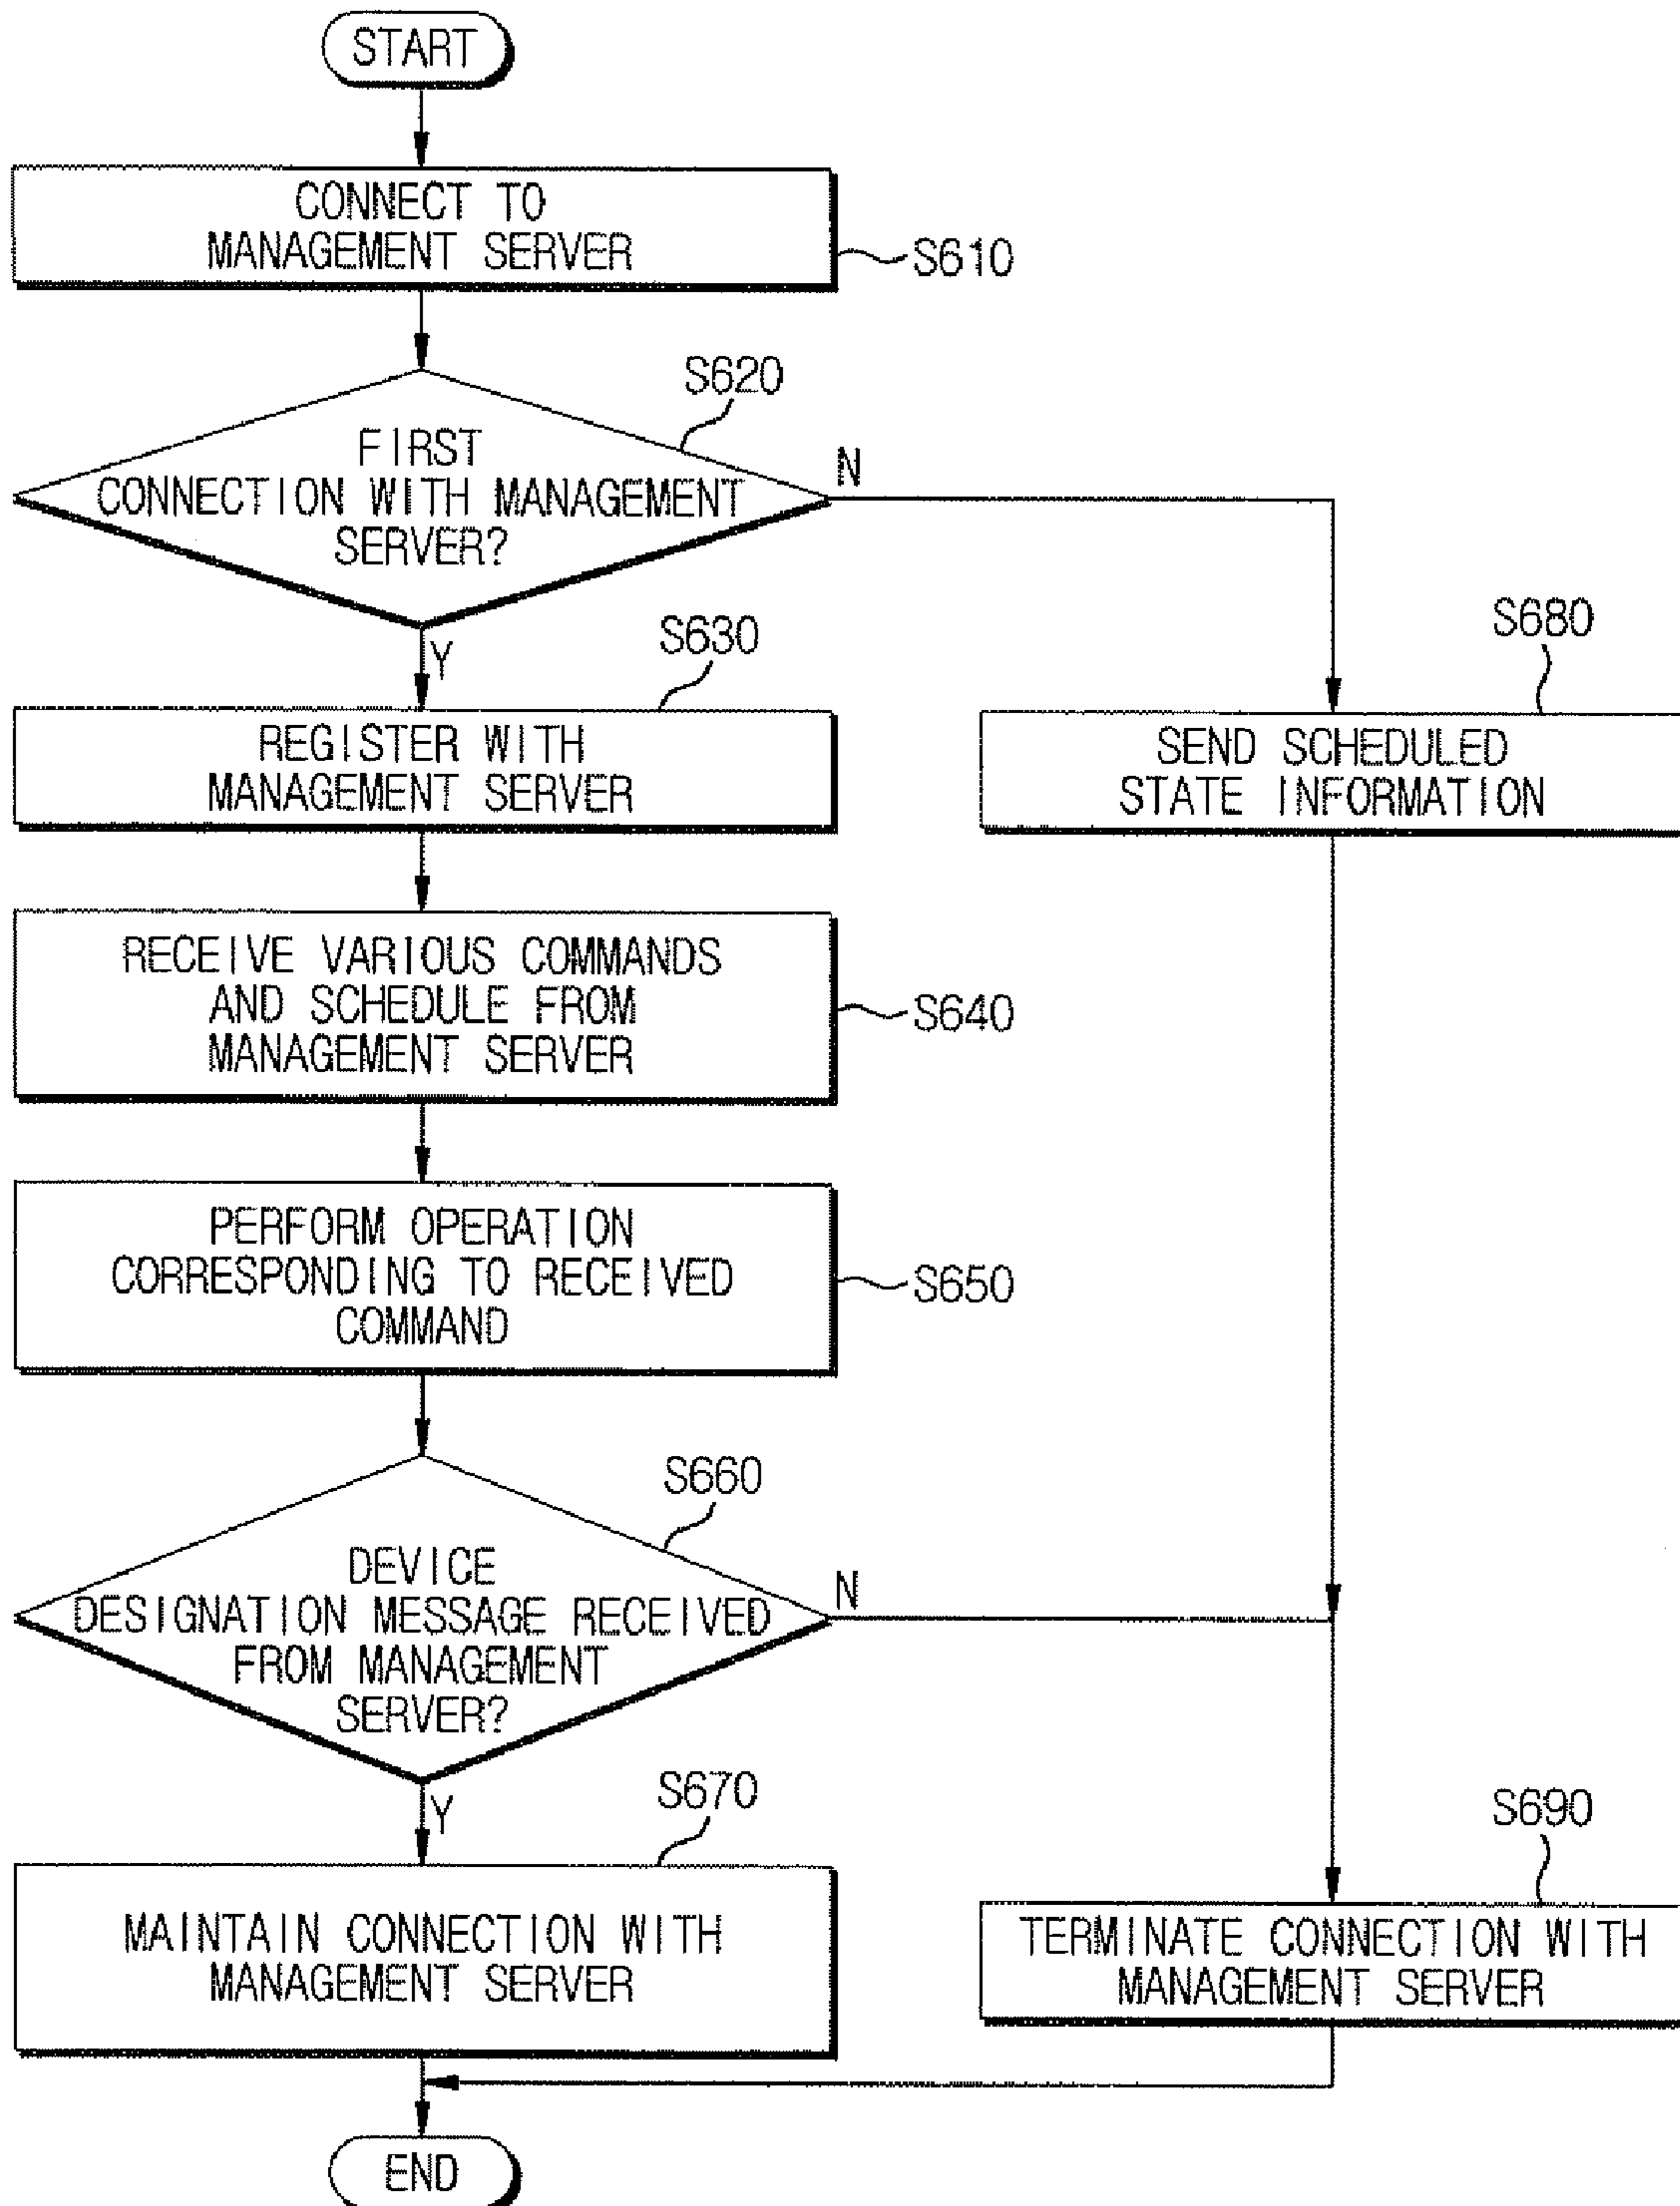 START
CONNECT TO
MANAGEMENT SERVER
S610
S620
FIRST
CONNECTION WITH MANAGEMENT
SERVER?
N
Y
S630
REGISTER WITH
MANAGEMENT SERVER
S680
SEND SCHEDULED
STATE INFORMATION
RECEIVE VARIOUS COMMANDS
AND SCHEDULE FROM
MANAGEMENT SERVER
S640
PERFORM OPERATION
CORRESPONDING TO RECEIVED
COMMAND
S650
S660
DEVICE
DESIGNATION MESSAGE RECEIVED
FROM MANAGEMENT
SERVER?
N
Y
S670
MAINTAIN CONNECTION WITH
MANAGEMENT SERVER
S690
TERMINATE CONNECTION WITH
MANAGEMENT SERVER
END